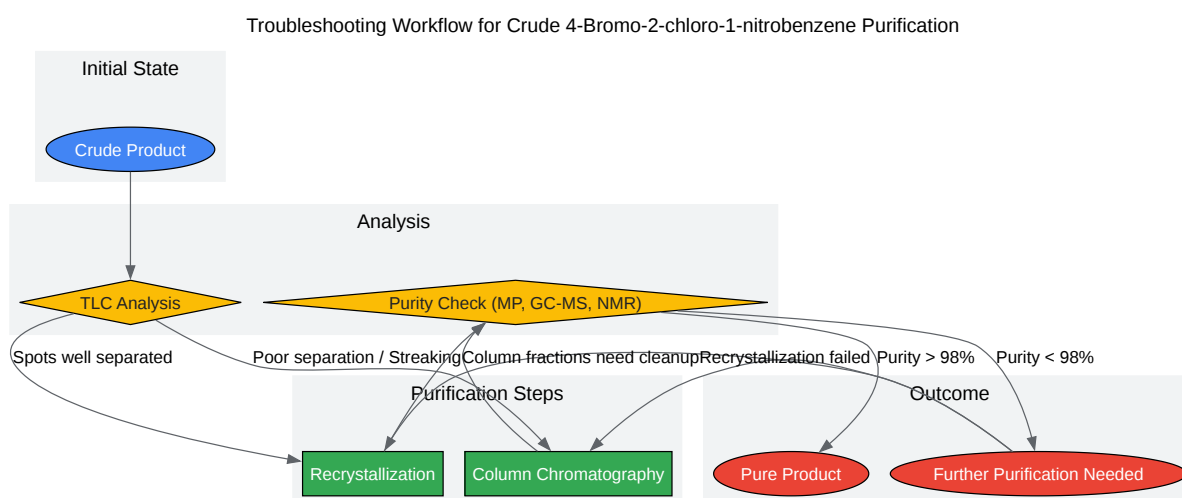 Troubleshooting Workflow for Crude 4-Bromo-2-chloro-1-nitrobenzene Purification
Initial State
Crude Product
Analysis
TLC Analysis
Purity Check (MP, GC-MS, NMR)
Spots well separated
Poor separation / Streaking
Column fractions need cleanup
Recrystallization failed
Purity > 98%
Purity < 98%
Purification Steps
Outcome
Recrystallization
Column Chromatography
Pure Product
Further Purification Needed